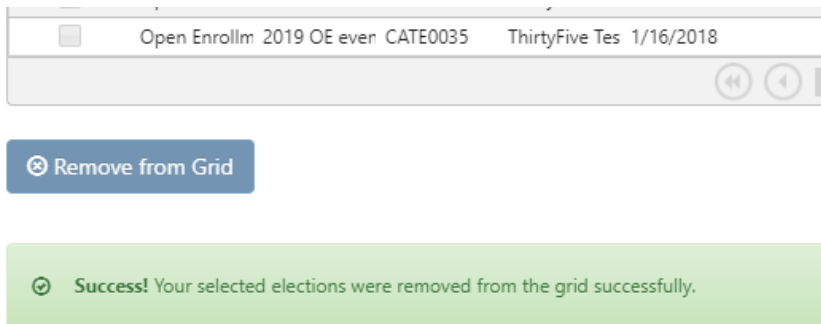 Open Enrollm 2019 OE even CATE0035 ThirtyFive Tes 1/16/2018
Remove from Grid
Success! Your selected elections were removed from the grid successfully.